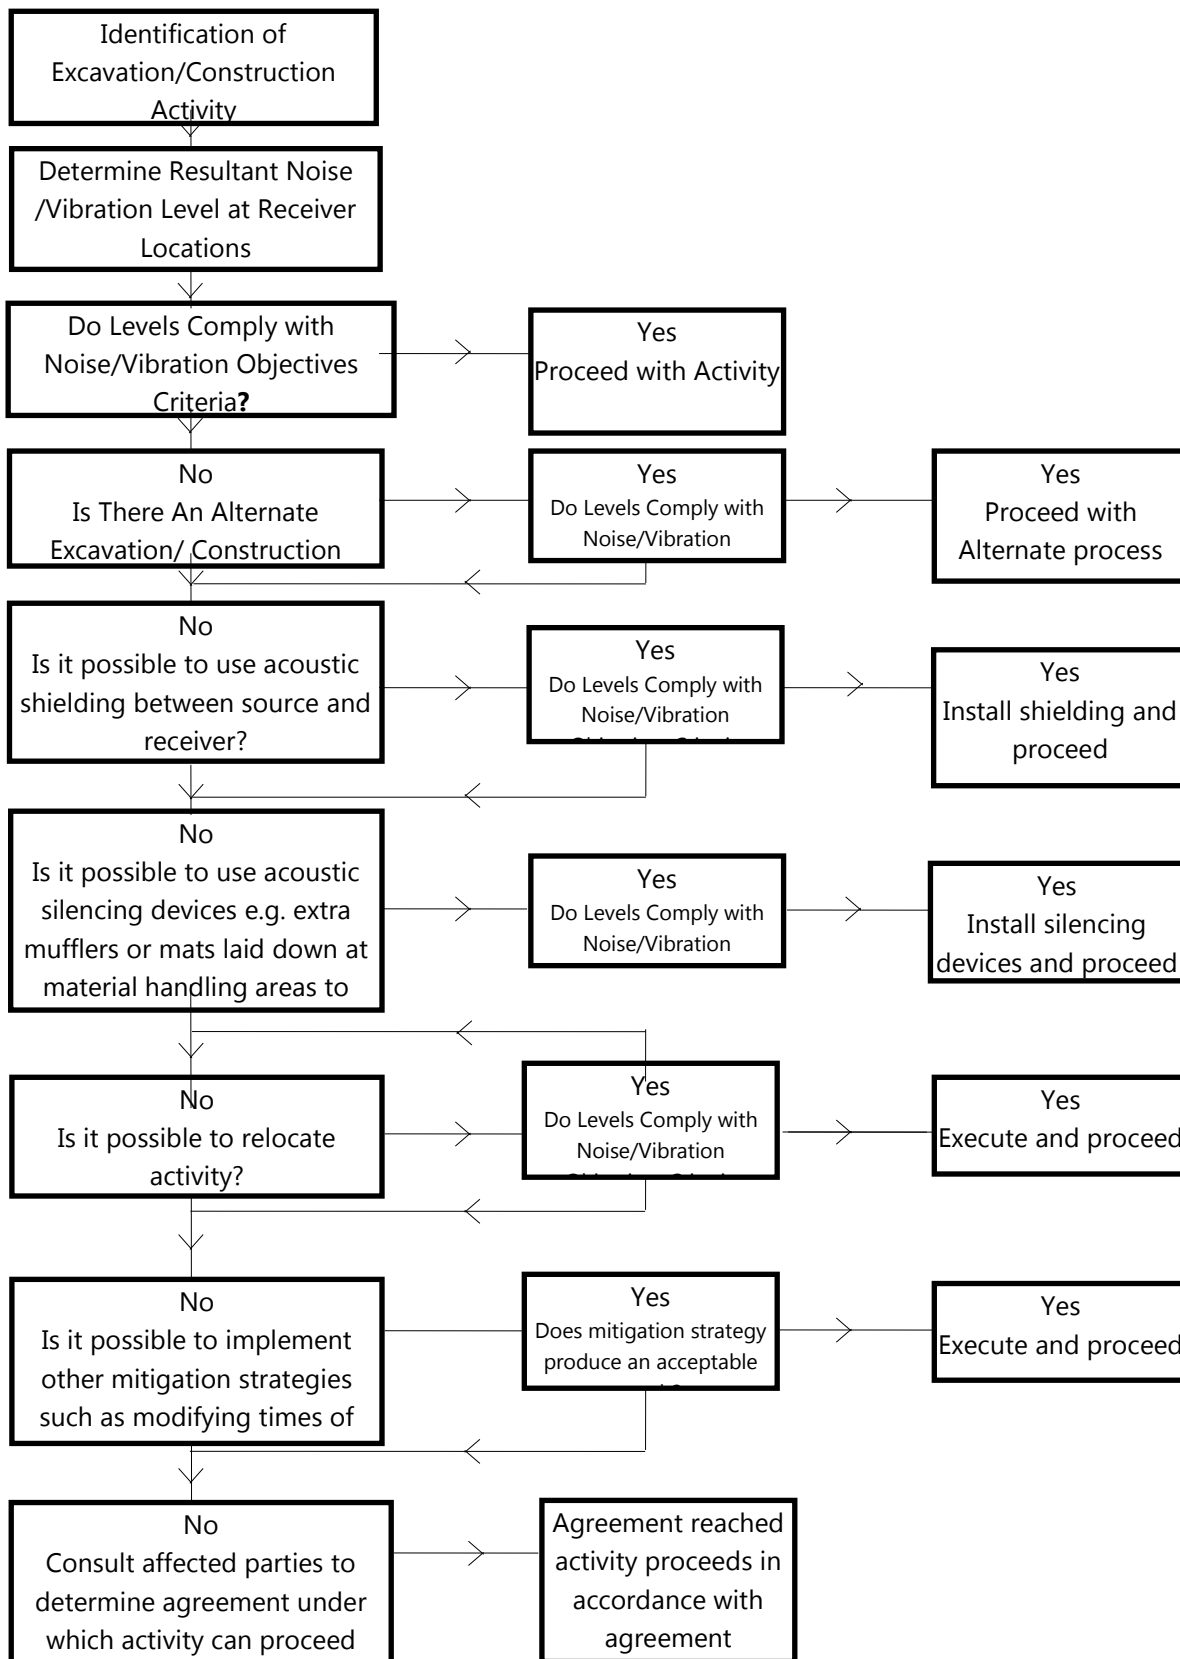 Identification of
Excavation/Construction
Activity
Determine Resultant Noise
/Vibration Level at Receiver
Locations
Do Levels Comply with
Noise/Vibration Objectives
Criteria?
Yes
Proceed with Activity
No
Is There An Alternate
Excavation/ Construction
Yes
Do Levels Comply with
Noise/Vibration
Yes
Proceed with
Alternate process
No
Is it possible to use acoustic
shielding between source and
receiver?
Yes
Do Levels Comply with
Noise/Vibration
Yes
Install shielding and
proceed
No
Is it possible to use acoustic
silencing devices e.g. extra
mufflers or mats laid down at
material handling areas to
Yes
Do Levels Comply with
Noise/Vibration
Yes
Install silencing
devices and proceed
No
Is it possible to relocate
activity?
Yes
Do Levels Comply with
Noise/Vibration
Yes
Execute and proceed
No
Is it possible to implement
other mitigation strategies
such as modifying times of
Yes
Does mitigation strategy
produce an acceptable
Yes
Execute and proceed
No
Consult affected parties to
determine agreement under
which activity can proceed
Agreement reached
activity proceeds in
accordance with
agreement